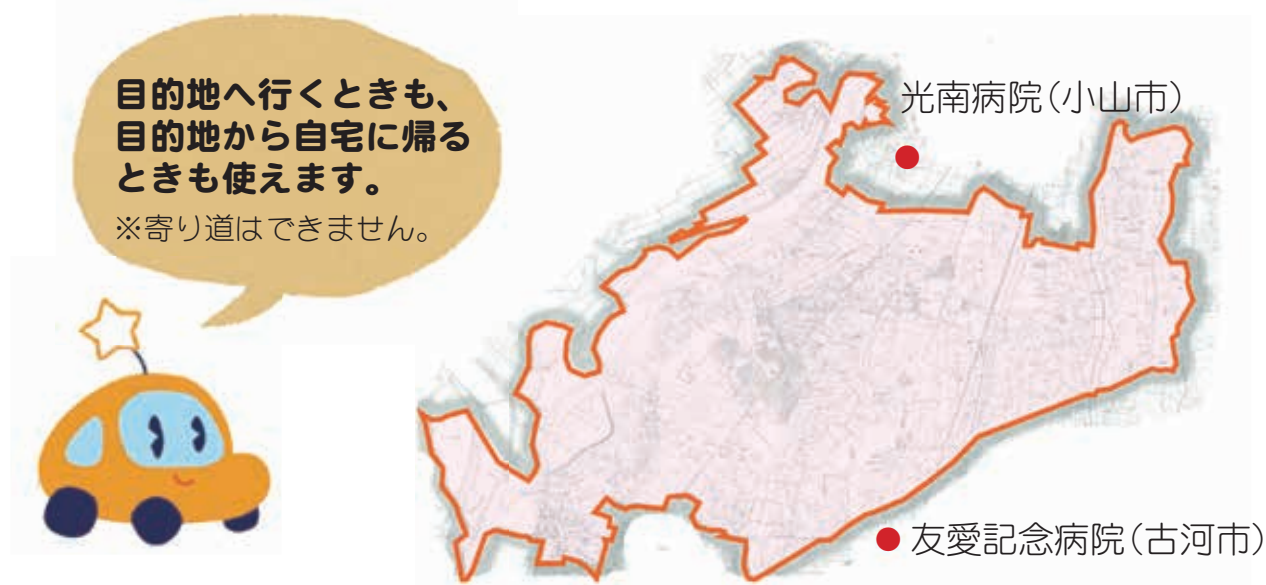 目的地へ行くときも、
目的地から自宅に帰る
ときも使えます。
※寄り道はできません。
光南病院(小山市)
友愛記念病院(古河市)